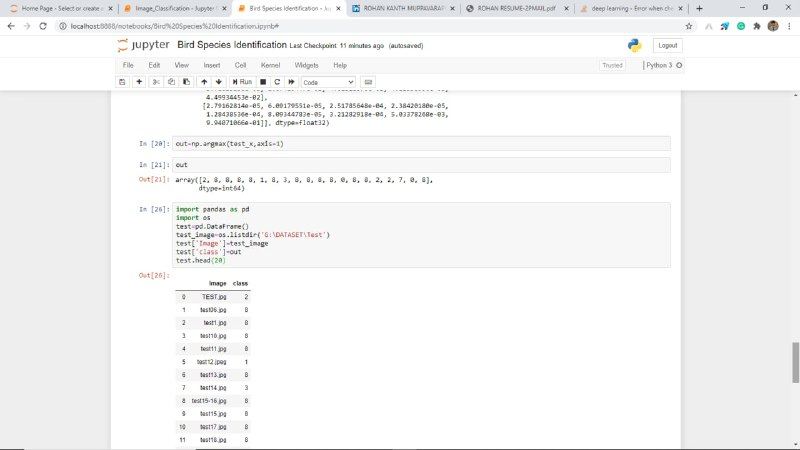 Home Page - Select or create a
Image_Classification - Jupyter
Bird Species Identification - Ju
ROHAN KANTH MUPPAVARAP
ROHAN RESUME-2PMAIL.pdf
deep learning - Error when che
localhost:8888/notebooks/Bird%20Species%20Identification.ipynb#
jupyter Bird Species Identification Last Checkpoint: 11 minutes ago (autosaved)
Logout
File Edit View Insert Cell Kernel Widgets Help
Trusted
Python 3
Run
Code
4.49934453e-02],
[2.79162814e-05, 6.09179551e-05, 2.51785648e-04, 2.38420180e-05,
1.28438536e-04, 8.09344783e-05, 3.21282918e-04, 5.03378268e-03,
9.94071066e-01]], dtype=float32)
In [20]: out=np.argmax(test_x,axis=1)
In [21]: out
Out[21]: array([2, 8, 8, 8, 8, 1, 8, 3, 8, 8, 8, 8, 0, 8, 8, 2, 2, 7, 0, 8],
dtype=int64)
In [26]: import pandas as pd
import os
test=pd.DataFrame()
test_image=os.listdir('G:\DATASET\Test')
test['Image']=test_image
test['class']=out
test.head(20)
Out[26]:
Image class
0 TEST.jpg 2
1 test06.jpg 8
2 test1.jpg 8
3 test10.jpg 8
4 test11.jpg 8
5 test12.jpeg 1
6 test13.jpg 8
7 test14.jpg 3
8 test15-16.jpg 8
9 test15.jpg 8
10 test17.jpg 8
11 test18.jpg 8